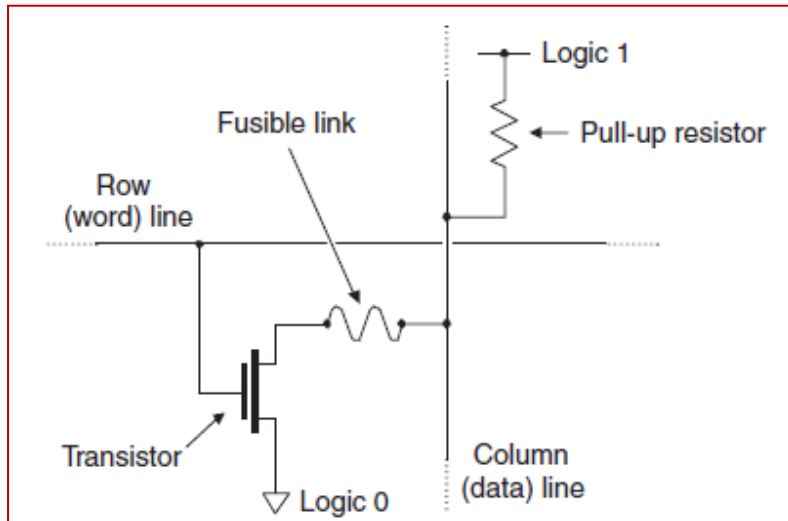 Logic 1
Fusible link
Pull-up resistor
Row
(word) line
Transistor
Logic 0
Column
(data) line